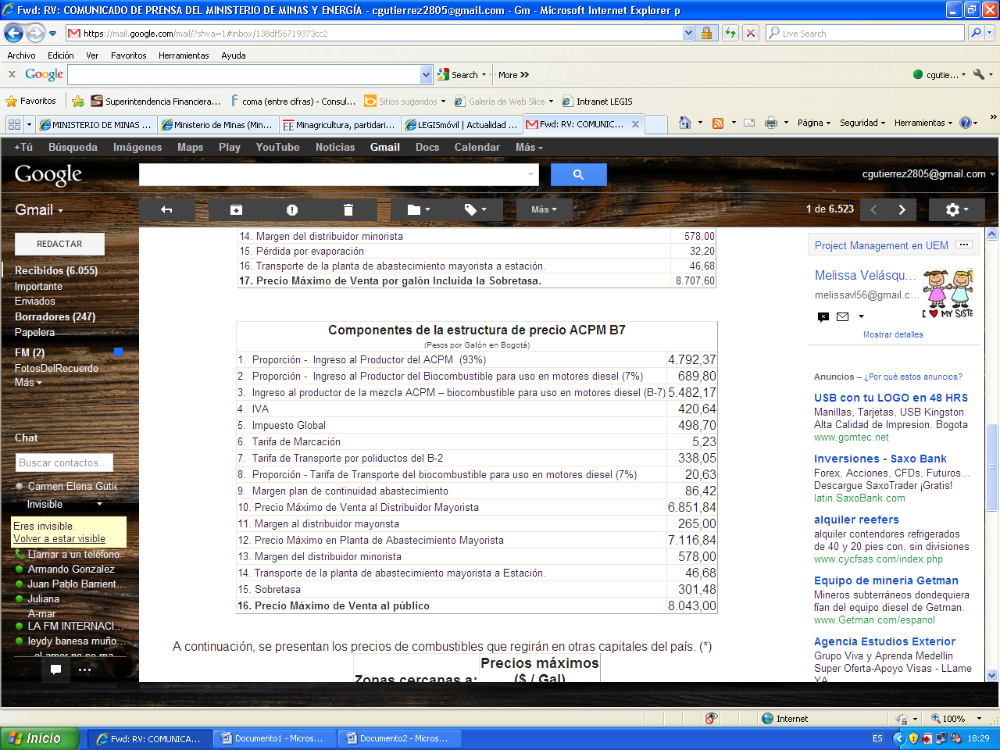 Fwd: RV: COMUNICADO DE PRENSA DEL MINISTERIO DE MINAS Y ENERGÍA - cgutierrez2805@gmail.com - Gm - Microsoft Internet Explorer p
https://mail.google.com/mail/?shva=1#inbox/138df56719373cc2
Live Search
Archivo Edición Ver Favoritos Herramientas Ayuda
x Google Search More >> cgutie...
Favoritos Superintendencia Financiera... coma (entre cifras) - Consul... Sitios sugeridos Galería de Web Slice Intranet LEGIS
MINISTERIO DE MINAS ... Ministerio de Minas (Min... Minagricultura, partidari... LEGISmóvil | Actualidad ... Fwd: RV: COMUNIC... X Página Seguridad Herramientas >>
+Tú Búsqueda Imágenes Maps Play YouTube Noticias Gmail Docs Calendar Más
Google
cgutierrez2805@gmail.com
Gmail
Más
1 de 6.523
REDACTAR
Recibidos (6.055)
Importante
Enviados
Borradores (247)
Papelera
FM (2)
FotosDelRecuerdo
Más
Chat
Buscar contactos...
Carmen Elena Gutie
Invisible
Eres invisible.
Volver a estar visible
Llamar a un teléfono
Armando Gonzalez
Juan Pablo Barrient...
Juliana .
A-mar
LA FM INTERNACI...
leydy banesa muño...
el amor no se ma
14. Margen del distribuidor minorista 578,00
15. Pérdida por evaporación 32,20
16. Transporte de la planta de abastecimiento mayorista a estación. 46,68
17. Precio Máximo de Venta por galón Incluida la Sobretasa. 8.707,60
Componentes de la estructura de precio ACPM B7
(Pesos por Galón en Bogotá)
1. Proporción - Ingreso al Productor del ACPM (93%) 4.792,37
2. Proporción - Ingreso al Productor del Biocombustible para uso en motores diesel (7%) 689,80
3. Ingreso al productor de la mezcla ACPM – biocombustible para uso en motores diesel (B-7) 5.482,17
4. IVA 420,64
5. Impuesto Global 498,70
6. Tarifa de Marcación 5,23
7. Tarifa de Transporte por poliductos del B-2 338,05
8. Proporción - Tarifa de Transporte del biocombustible para uso en motores diesel (7%) 20,63
9. Margen plan de continuidad abastecimiento 86,42
10. Precio Máximo de Venta al Distribuidor Mayorista 6.851,84
11. Margen al distribuidor mayorista 265,00
12. Precio Máximo en Planta de Abastecimiento Mayorista 7.116,84
13. Margen del distribuidor minorista 578,00
14. Transporte de la planta de abastecimiento mayorista a Estación. 46,68
15. Sobretasa 301,48
16. Precio Máximo de Venta al público 8.043,00
A continuación, se presentan los precios de combustibles que regirán en otras capitales del país. (*)
Precios máximos
Zonas cercanas a: ($ / Gal)
Project Management en UEM
Melissa Velásqu...
melissavl56@gmail.c...
I MY SISTE
Mostrar detalles
Anuncios – ¿Por qué estos anuncios?
USB con tu LOGO en 48 HRS
Manillas, Tarjetas, USB Kingston
Alta Calidad de Impresion. Bogota
www.gomtec.net
Inversiones - Saxo Bank
Forex, Acciones, CFDs, Futuros...
Descargue SaxoTrader ¡Gratis!
latin.SaxoBank.com
alquiler reefers
alquiler contendores refrigerados
de 40 y 20 pies con, sin divisiones
www.cycfsas.com/index.php
Equipo de minería Getman
Mineros subterráneos dondequiera
fían del equipo diesel de Getman.
www.Getman.com/espanol
Agencia Estudios Exterior
Grupo Viva y Aprenda Medellin
Super Oferta-Apoyo Visas - LLame
YA
Internet 100%
Inicio Fwd: RV: COMUNICA... Documento1 - Micros... Documento2 - Micros... ES 18:29